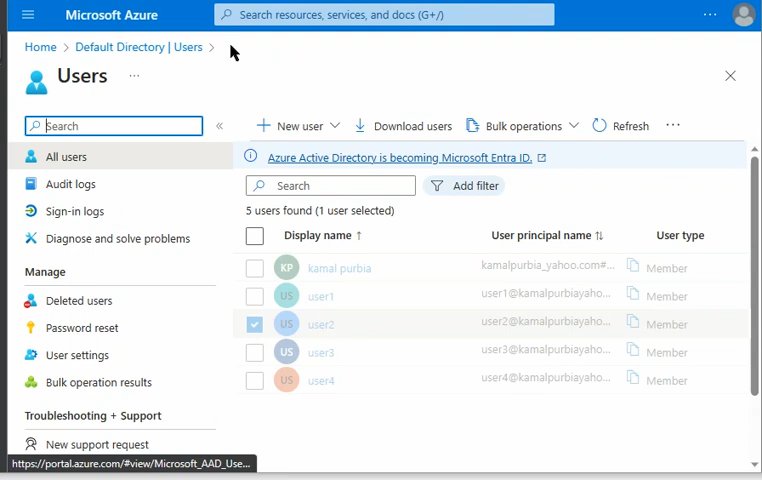 Microsoft Azure
Search resources, services, and docs (G+/)
Home > Default Directory | Users >
Users
Search
New user
Download users
Bulk operations
Refresh
All users
Audit logs
Sign-in logs
Diagnose and solve problems
Manage
Deleted users
Password reset
User settings
Bulk operation results
Troubleshooting + Support
New support request
Azure Active Directory is becoming Microsoft Entra ID.
Search
Add filter
5 users found (1 user selected)
Display name ↑ User principal name ↑↓ User type
KP kamal purbia kamalpurbia_yahoo.com#... Member
US user1 user1@kamalpurbiayaho... Member
US user2 user2@kamalpurbiayaho... Member
US user3 user3@kamalpurbiayaho... Member
US user4 user4@kamalpurbiayaho... Member
https://portal.azure.com/#view/Microsoft_AAD_Use...